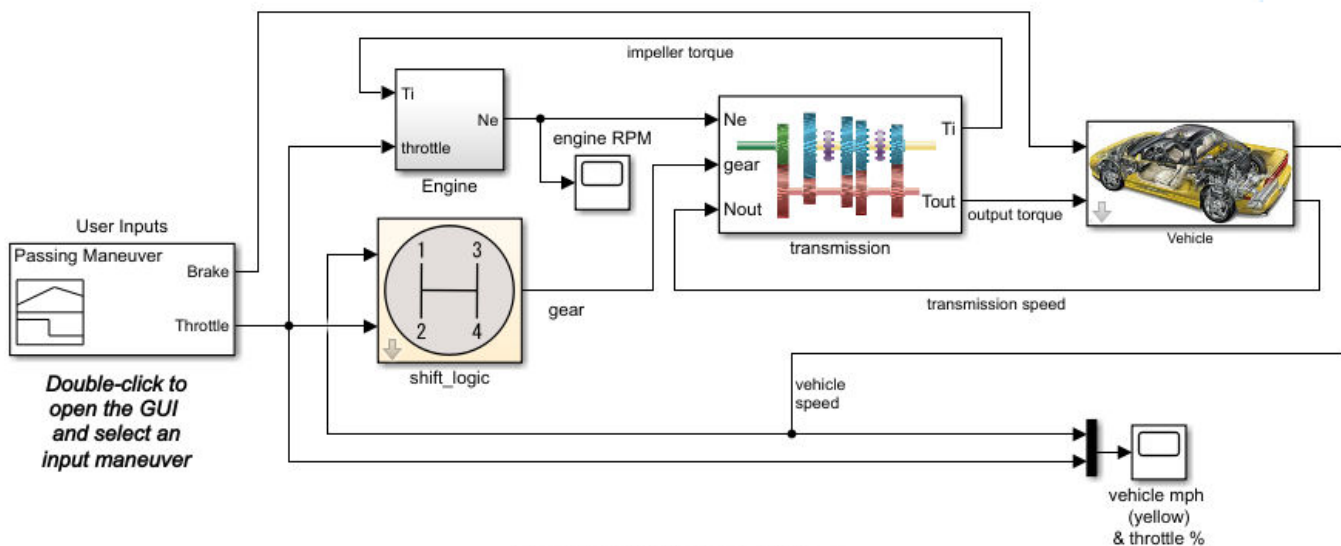 impeller torque
Ti
Ne
throttle
Engine
engine RPM
Ne
gear
Nout
Ti
Tout
transmission
output torque
Vehicle
transmission speed
User Inputs
Passing Maneuver
Brake
Throttle
Double-click to
open the GUI
and select an
input maneuver
1 3
2 4
shift_logic
gear
vehicle
speed
vehicle mph
(yellow)
& throttle %